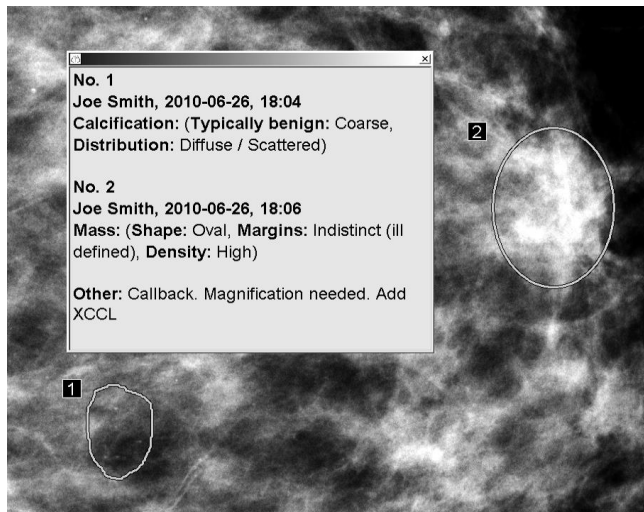 No. 1
Joe Smith, 2010-06-26, 18:04
Calcification: (Typically benign: Coarse,
Distribution: Diffuse / Scattered)
No. 2
Joe Smith, 2010-06-26, 18:06
Mass: (Shape: Oval, Margins: Indistinct (ill
defined), Density: High)
Other: Callback. Magnification needed. Add
XCCL
2
1